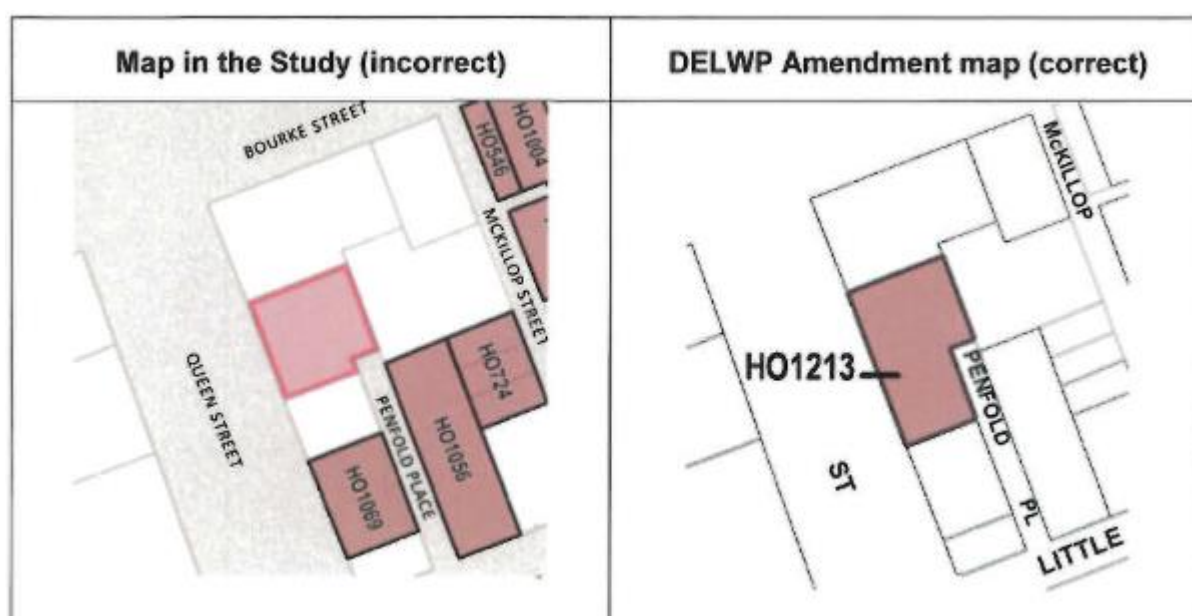 Map in the Study (incorrect)
DELWP Amendment map (correct)
BOURKE STREET
HO546
HO1004
MCKILLOP STREET
QUEEN STREET
HO724
PENFOLD PLACE
HO1056
HO1069
McKILLOP
HO1213
PENFOLD
ST
PL
LITTLE